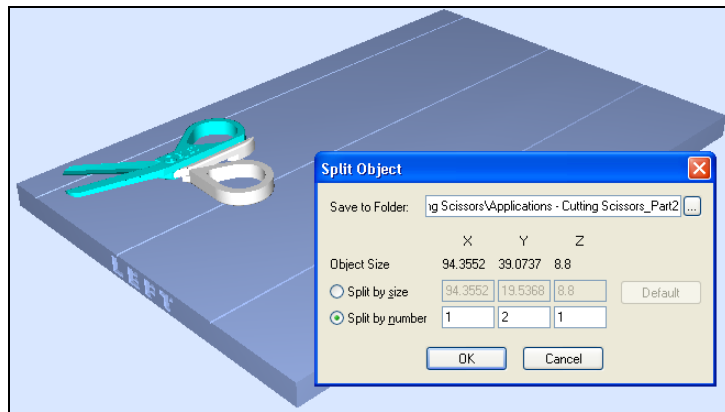 LEFT
Split Object
Save to Folder: ng Scissors\Applications - Cutting Scissors_Part2 ...
X Y Z
Object Size 94.3552 39.0737 8.8
Split by size 94.3552 19.5368 8.8 Default
Split by number 1 2 1
OK Cancel